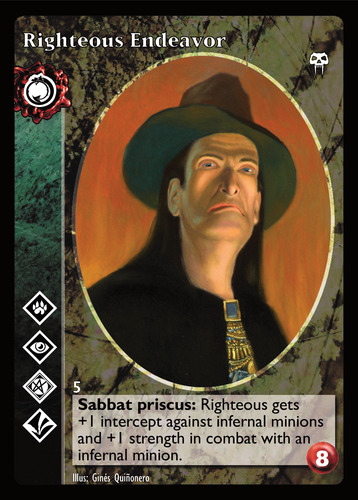 Righteous Endeavor
5
Sabbat priscus: Righteous gets
+1 intercept against infernal minions
and +1 strength in combat with an
infernal minion.
8
Illus: Ginés Quiñonero